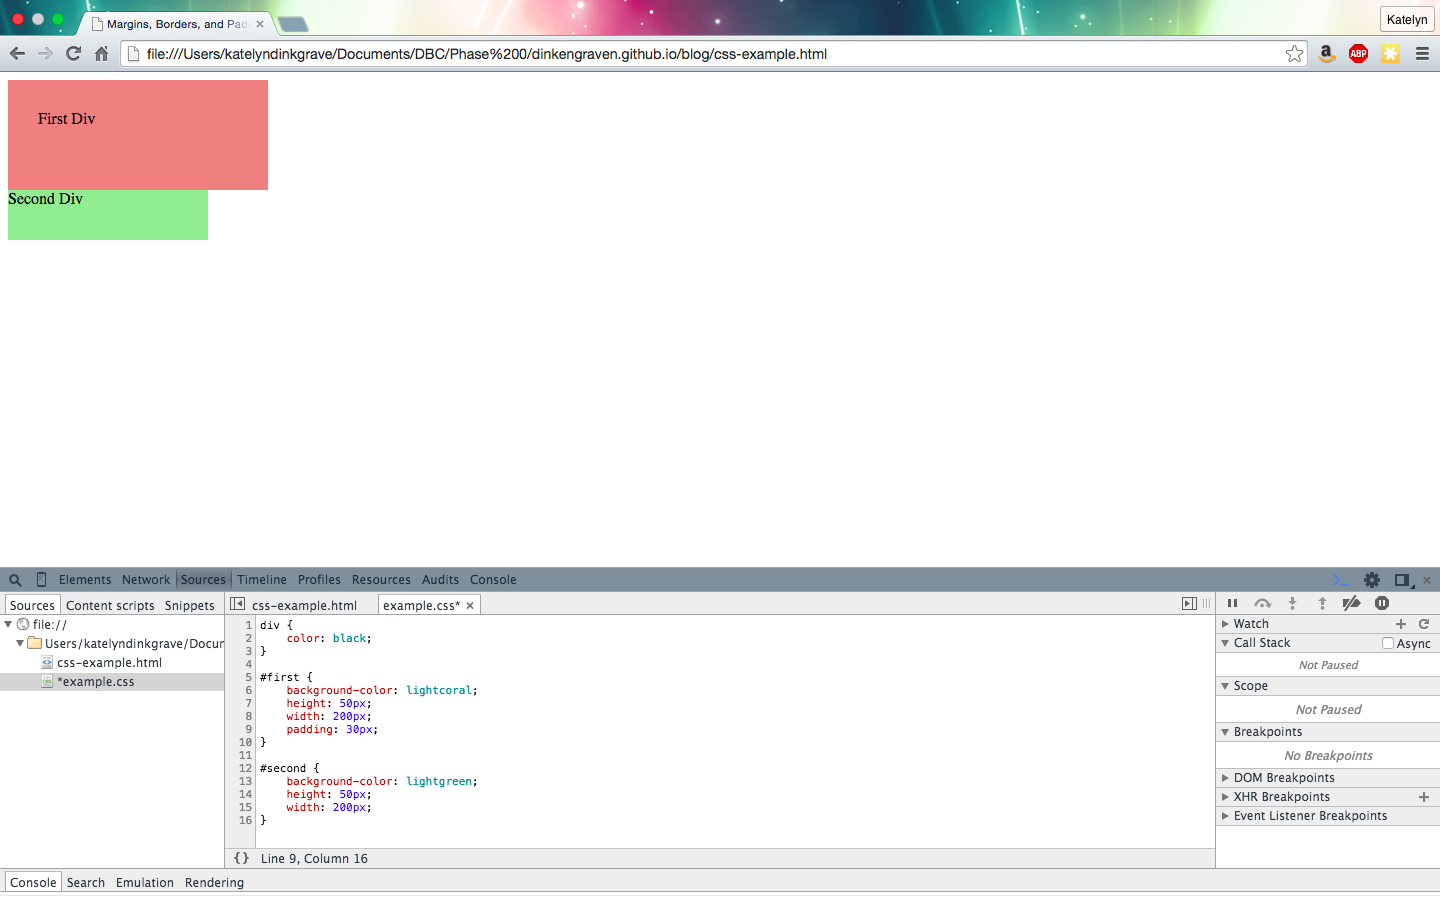 Margins, Borders, and Pad
Katelyn
file:///Users/katelyndinkgrave/Documents/DBC/Phase%200/dinkengraven.github.io/blog/css-example.html
ABP
First Div
Second Div
Elements Network Sources Timeline Profiles Resources Audits Console
Sources Content scripts Snippets
css-example.html example.css*
file://
Users/katelyndinkgrave/Docur
css-example.html
*example.css
1 div {
2 color: black;
3 }
4
5 #first {
6 background-color: lightcoral;
7 height: 50px;
8 width: 200px;
9 padding: 30px;
10 }
11
12 #second {
13 background-color: lightgreen;
14 height: 50px;
15 width: 200px;
16 }
{} Line 9, Column 16
Watch
Call Stack Async
Not Paused
Scope
Not Paused
Breakpoints
No Breakpoints
DOM Breakpoints
XHR Breakpoints
Event Listener Breakpoints
Console Search Emulation Rendering